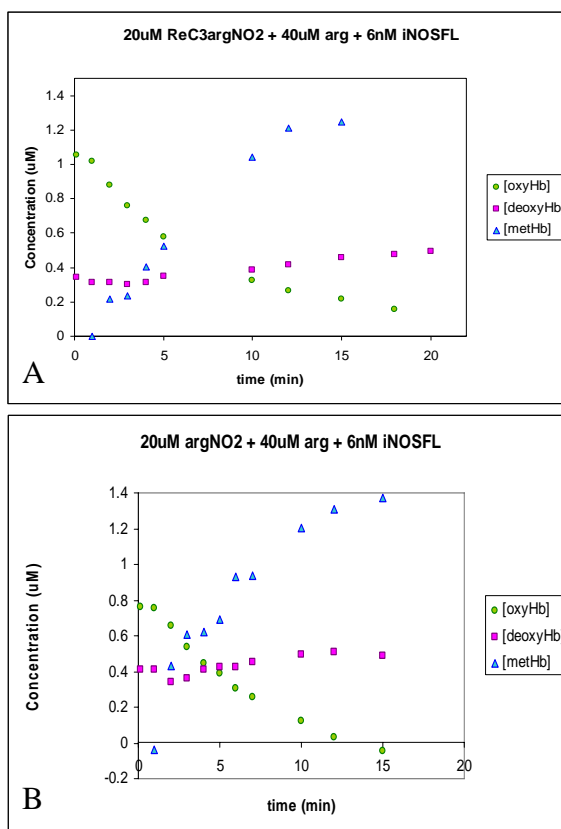 20uM ReC3argNO2 + 40uM arg + 6nM iNOSFL
Concentration (uM)
1.4
1.2
1
0.8
0.6
0.4
0.2
0
0 5 10 15 20
time (min)
[oxyHb]
[deoxyHb]
[metHb]
A
20uM argNO2 + 40uM arg + 6nM iNOSFL
Concentration (uM)
1.4
1.2
1
0.8
0.6
0.4
0.2
0
-0.2
0 5 10 15 20
time (min)
[oxyHb]
[deoxyHb]
[metHb]
B